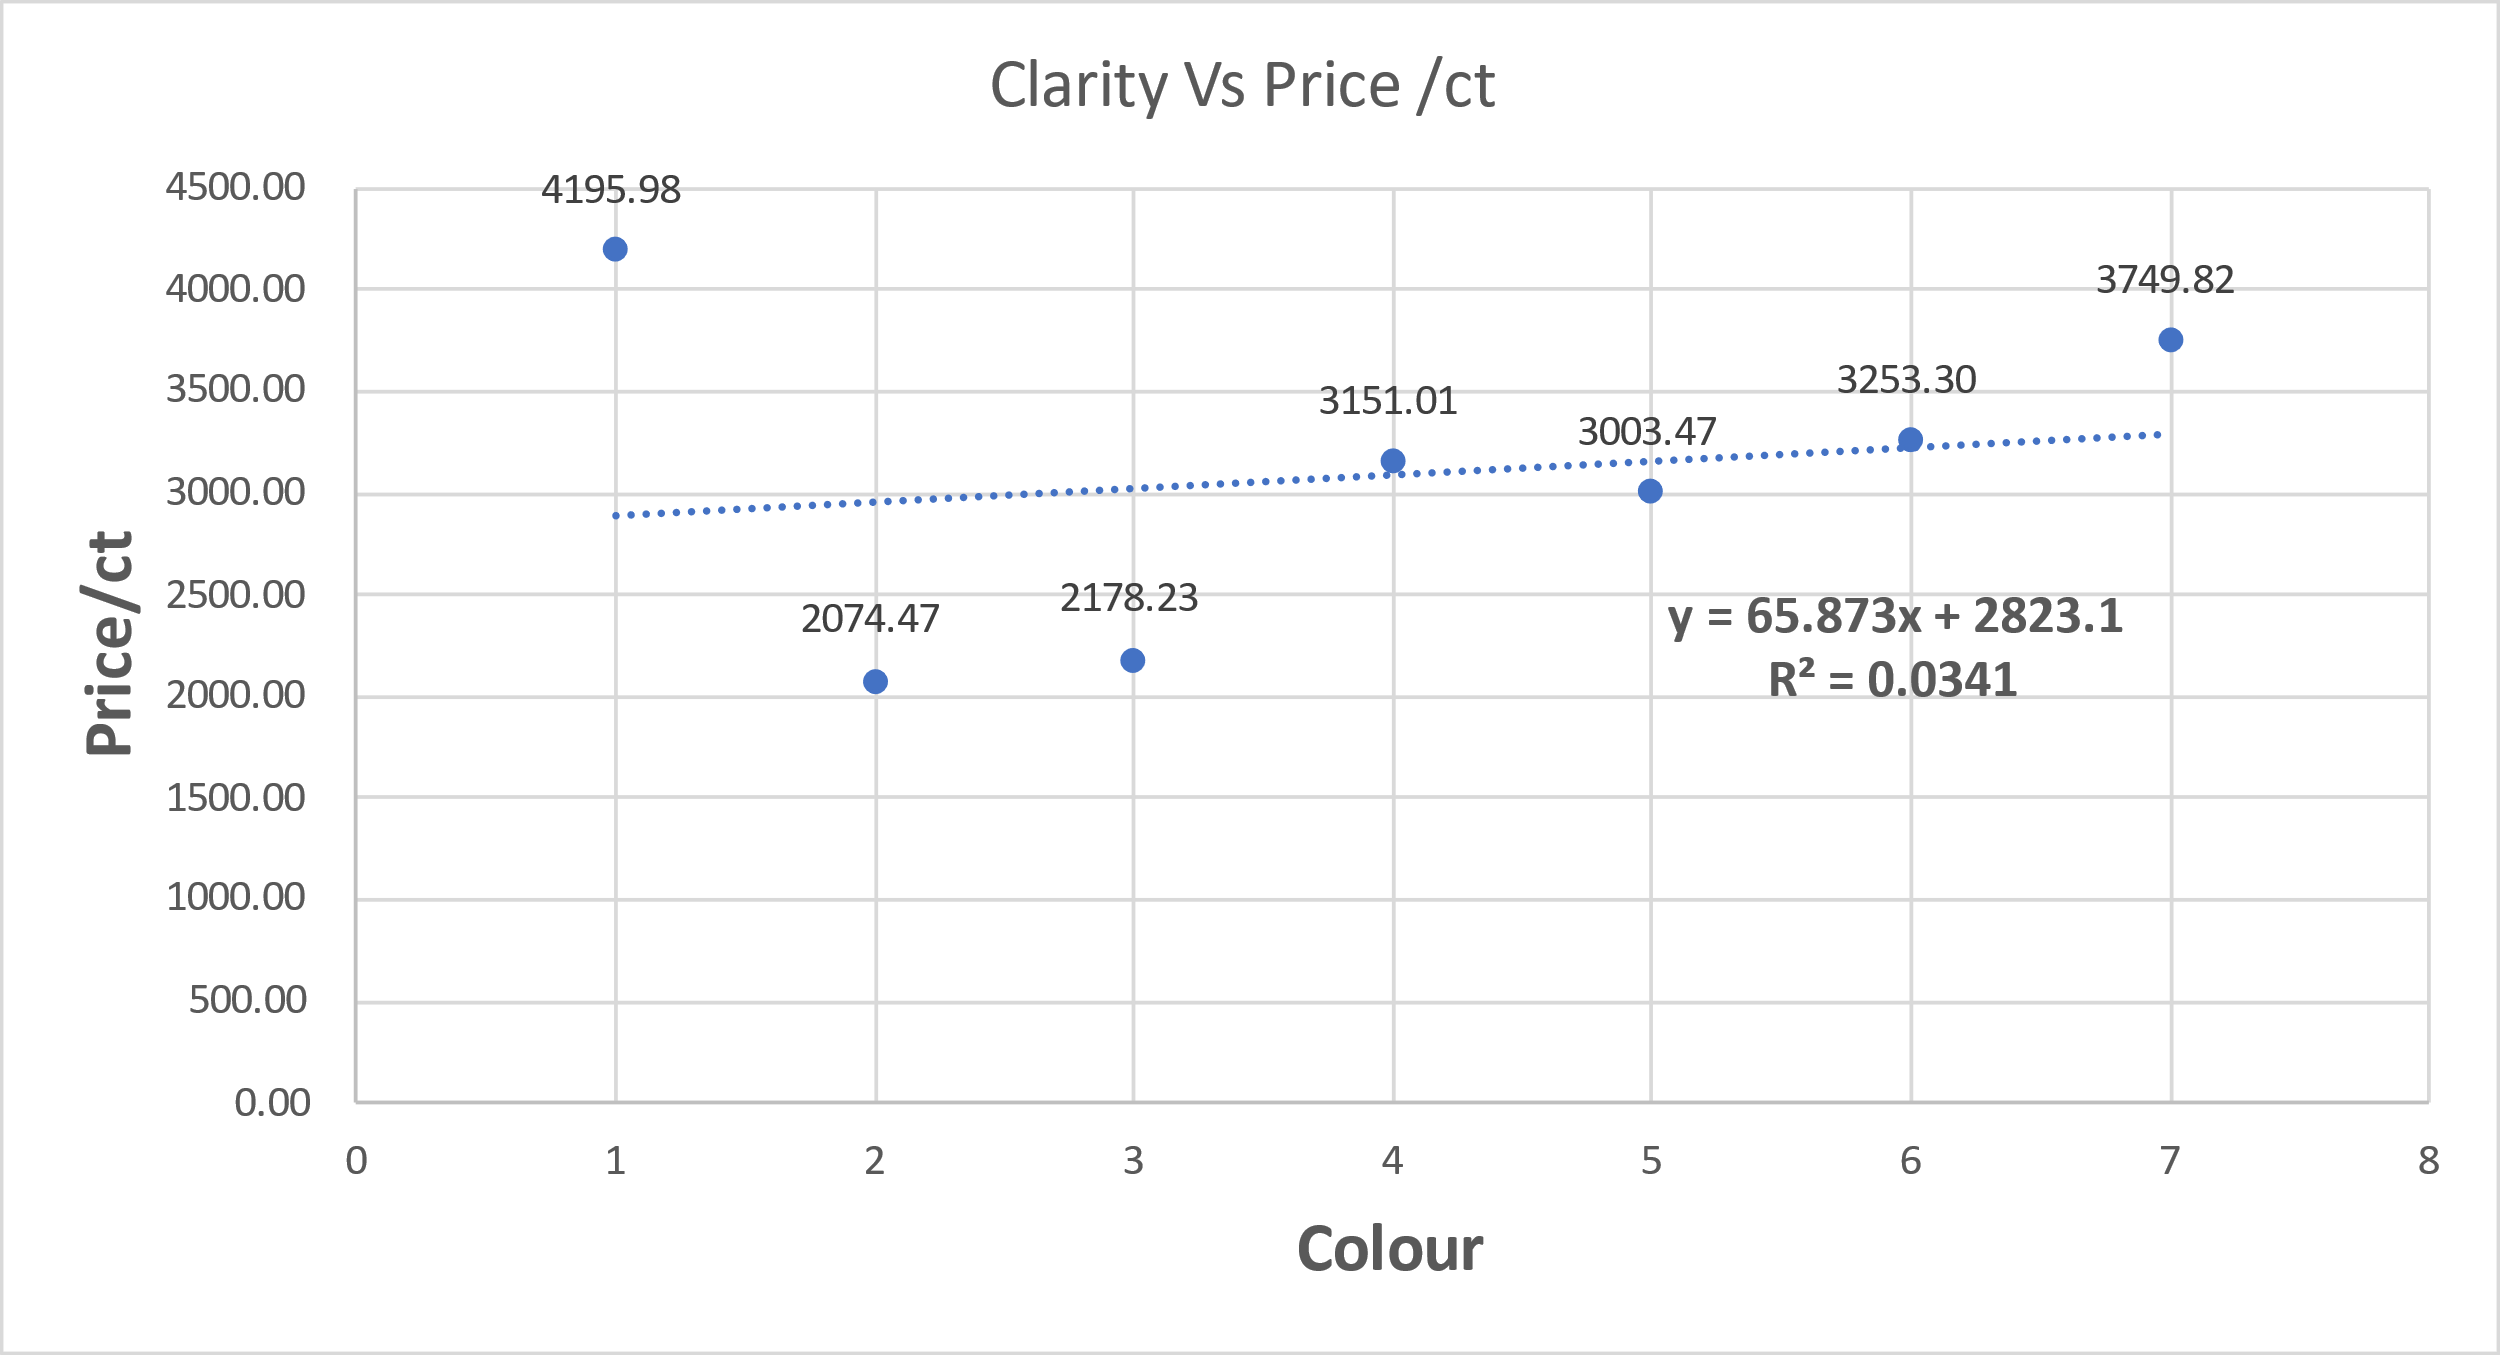 Clarity Vs Price /ct
4500.00
4000.00
3500.00
3000.00
2500.00
2000.00
1500.00
1000.00
500.00
0.00
Price/ct
4195.98
2074.47
2178.23
3151.01
3003.47
3253.30
3749.82
y = 65.873x + 2823.1
R² = 0.0341
0 1 2 3 4 5 6 7 8
Colour